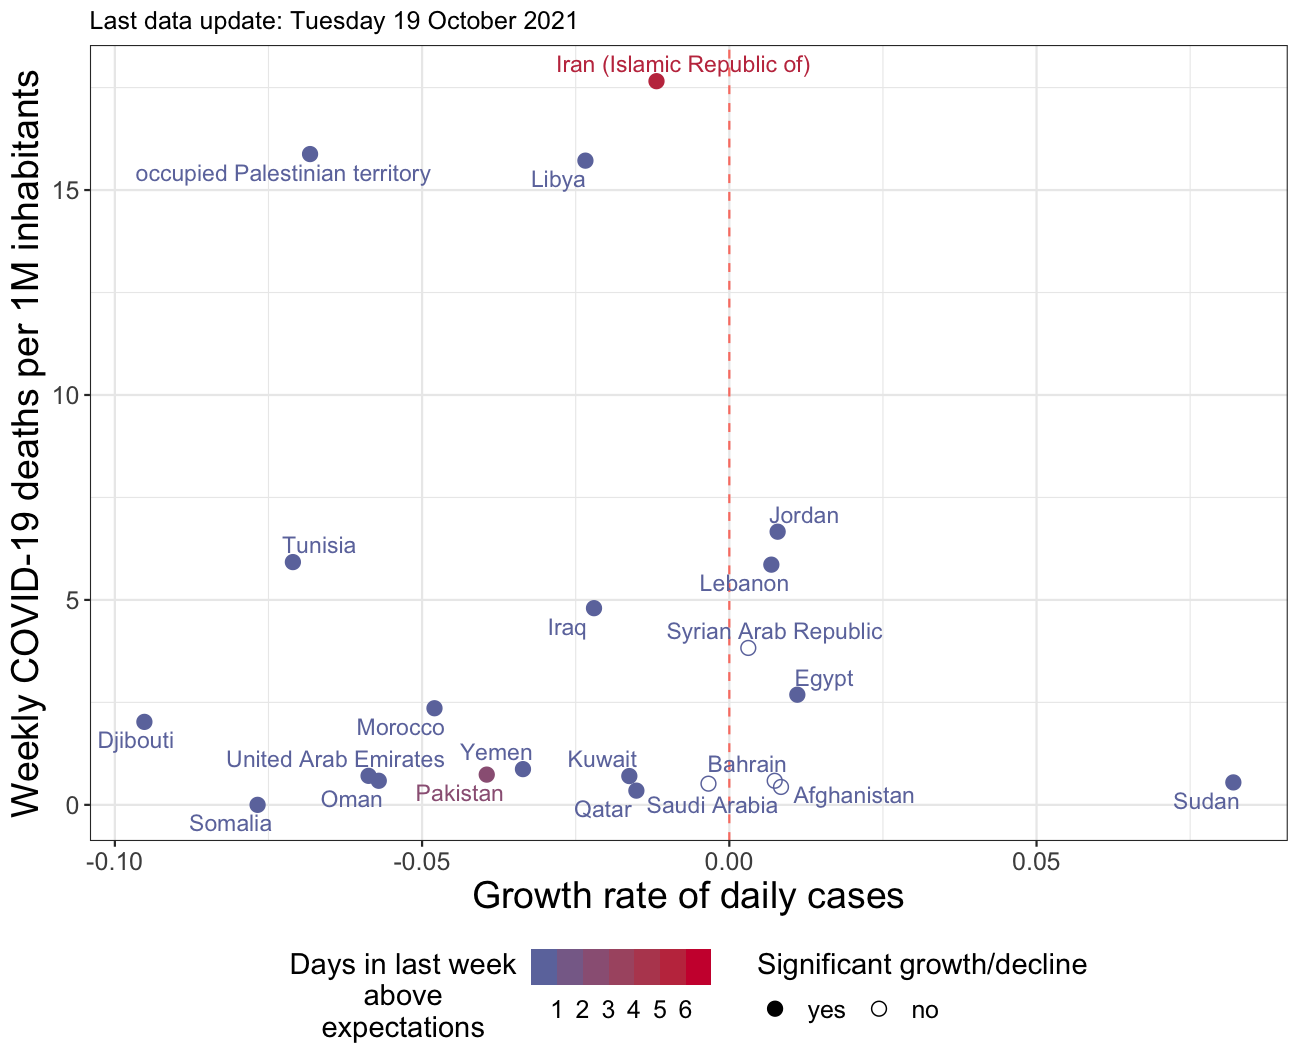 Last data update: Tuesday 19 October 2021
Iran (Islamic Republic of)
occupied Palestinian territory
Libya
15
10
Jordan
Tunisia
Lebanon
5
Iraq
Syrian Arab Republic
Egypt
Morocco
Djibouti
United Arab Emirates
Yemen
Kuwait
Bahrain
Oman
Pakistan
Qatar
Saudi Arabia
Afghanistan
Sudan
0
Somalia
-0.10
-0.05
0.00
0.05
Weekly COVID-19 deaths per 1M inhabitants
Growth rate of daily cases
Days in last week
above
expectations
1 2 3 4 5 6
Significant growth/decline
yes no